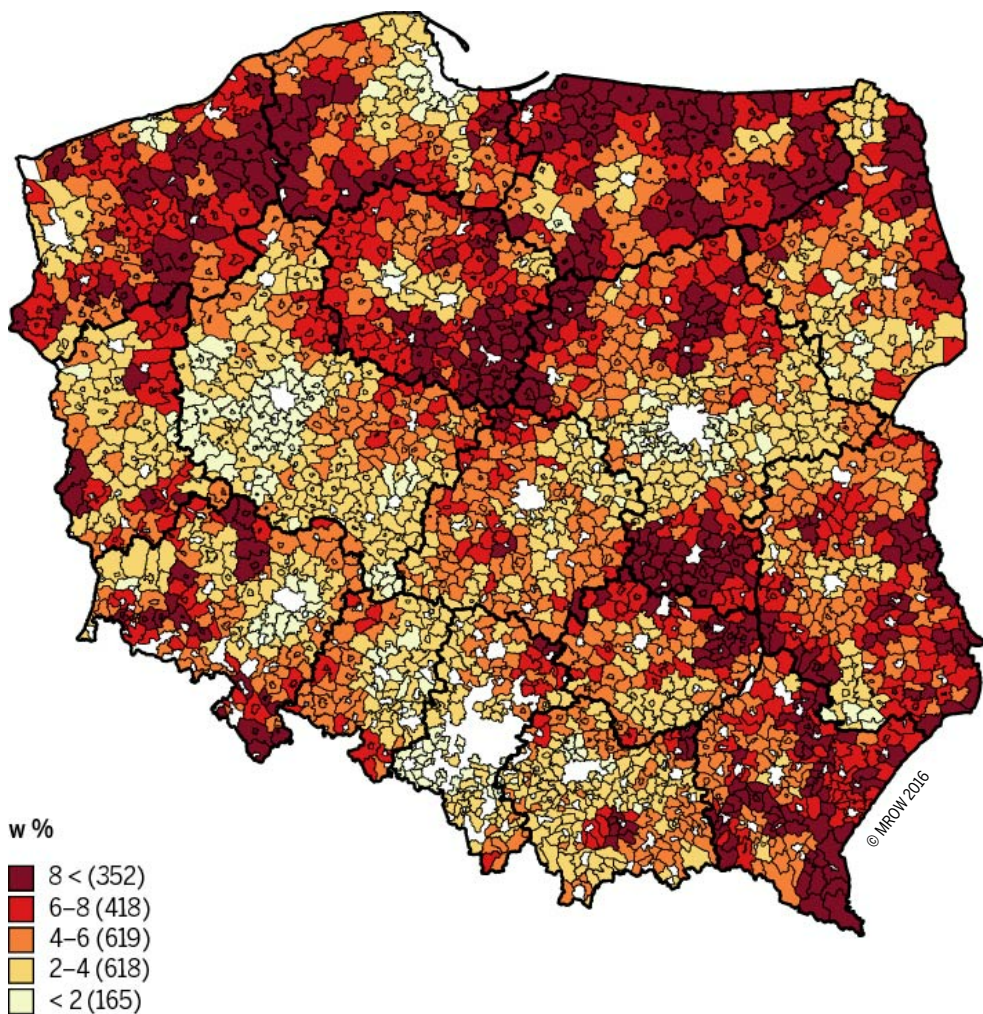 © MROW 2016
w %
8 < (352)
6–8 (418)
4–6 (619)
2–4 (618)
< 2 (165)